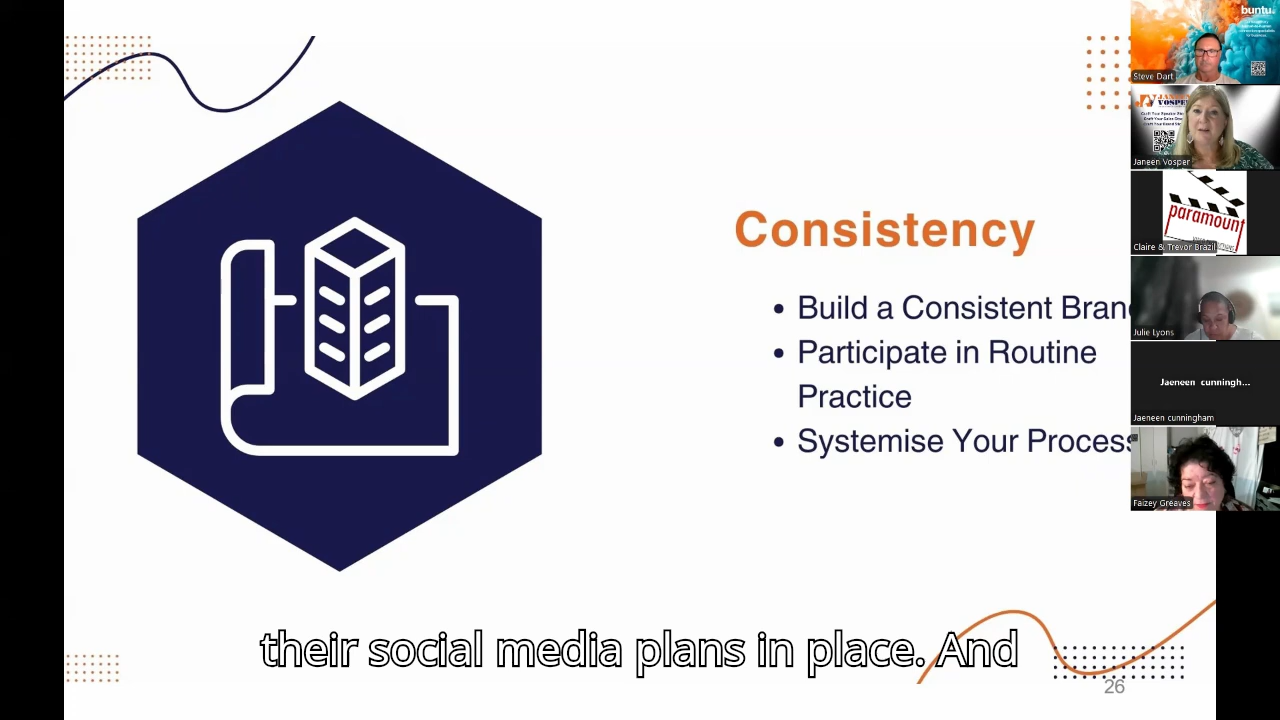 Consistency
Build a Consistent Bran
Participate in Routine
Practice
Systemise Your Process
their social media plans in place. And
26
buntu.
Steve Dart
VOSPER
Janeen Vosper
paramount
Claire & Trevor Brazil
Julie Lyons
Jaeneen cunningh...
Jaeneen cunningham
Faizey Greaves